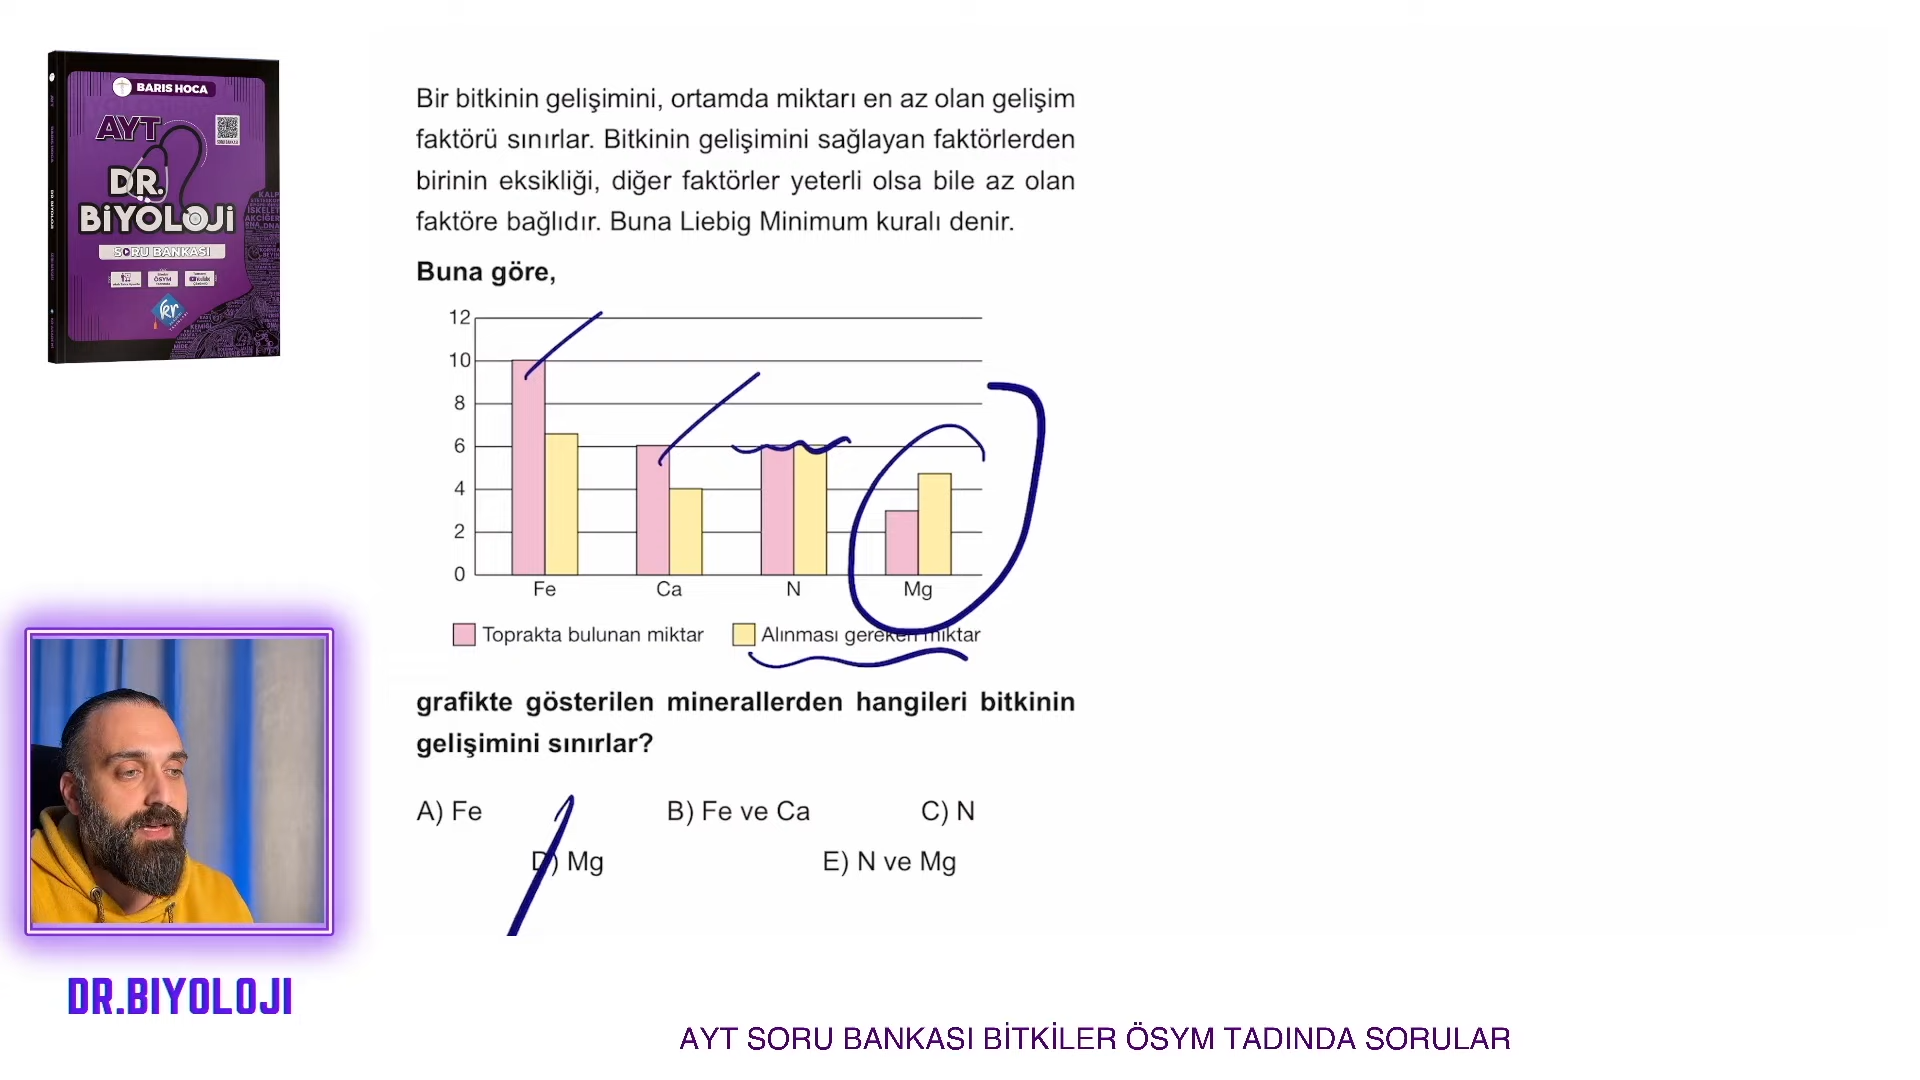 BARIS HOCA
AYT
DR.
BİYOLOJİ
SORU BANKASI
ÖSYM
YouTube
kr
Bir bitkinin gelişimini, ortamda miktarı en az olan gelişim
faktörü sınırlar. Bitkinin gelişimini sağlayan faktörlerden
birinin eksikliği, diğer faktörler yeterli olsa bile az olan
faktöre bağlıdır. Buna Liebig Minimum kuralı denir.
Buna göre,
12
10
8
6
4
2
0
Fe Ca N Mg
Toprakta bulunan miktar Alınması gereken miktar
grafikte gösterilen minerallerden hangileri bitkinin
gelişimini sınırlar?
A) Fe B) Fe ve Ca C) N
D) Mg E) N ve Mg
DR.BIYOLOJI
AYT SORU BANKASI BİTKİLER ÖSYM TADINDA SORULAR